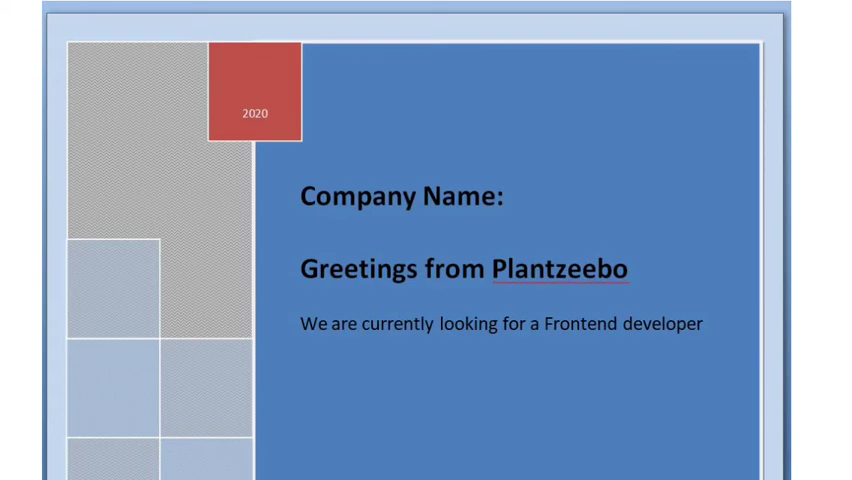 2020
Company Name:
Greetings from Plantzeebo
We are currently looking for a Frontend developer